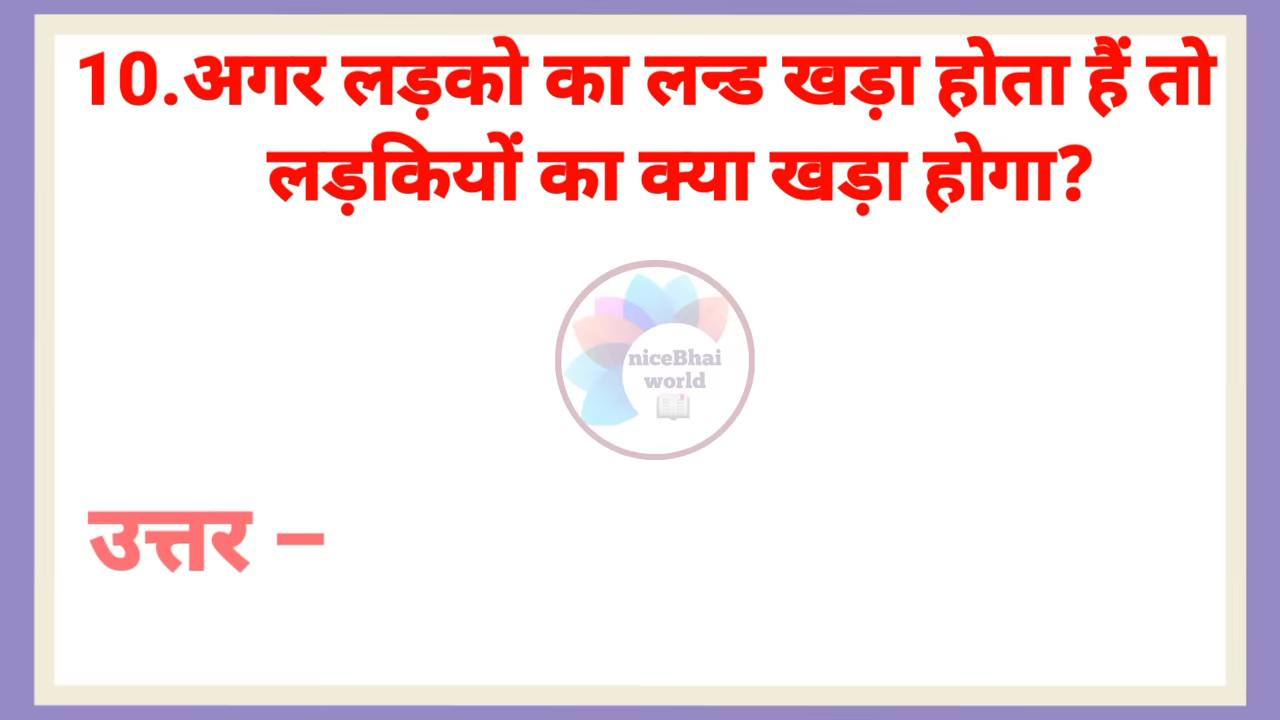 10.अगर लड़को का लन्ड खड़ा होता हैं तो
लड़कियों का क्या खड़ा होगा?
niceBhai
world
उत्तर –